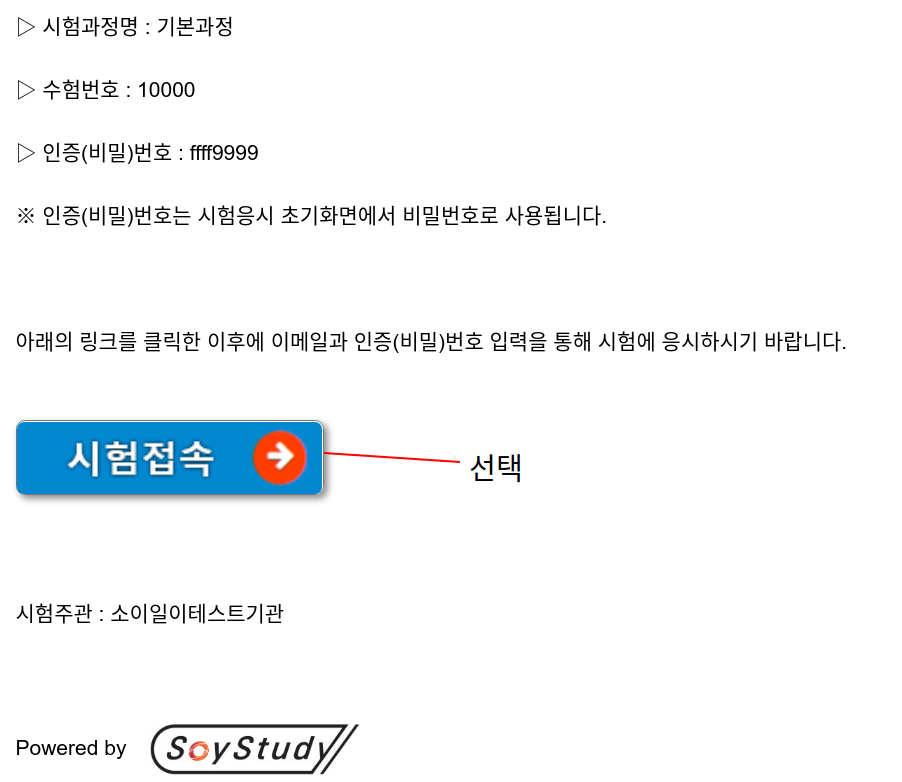 ▷ 시험과정명 : 기본과정
▷ 수험번호 : 10000
▷ 인증(비밀)번호 : ffff9999
※ 인증(비밀)번호는 시험응시 초기화면에서 비밀번호로 사용됩니다.
아래의 링크를 클릭한 이후에 이메일과 인증(비밀)번호 입력을 통해 시험에 응시하시기 바랍니다.
시험접속
선택
시험주관 : 소이일이테스트기관
Powered by SoyStudy